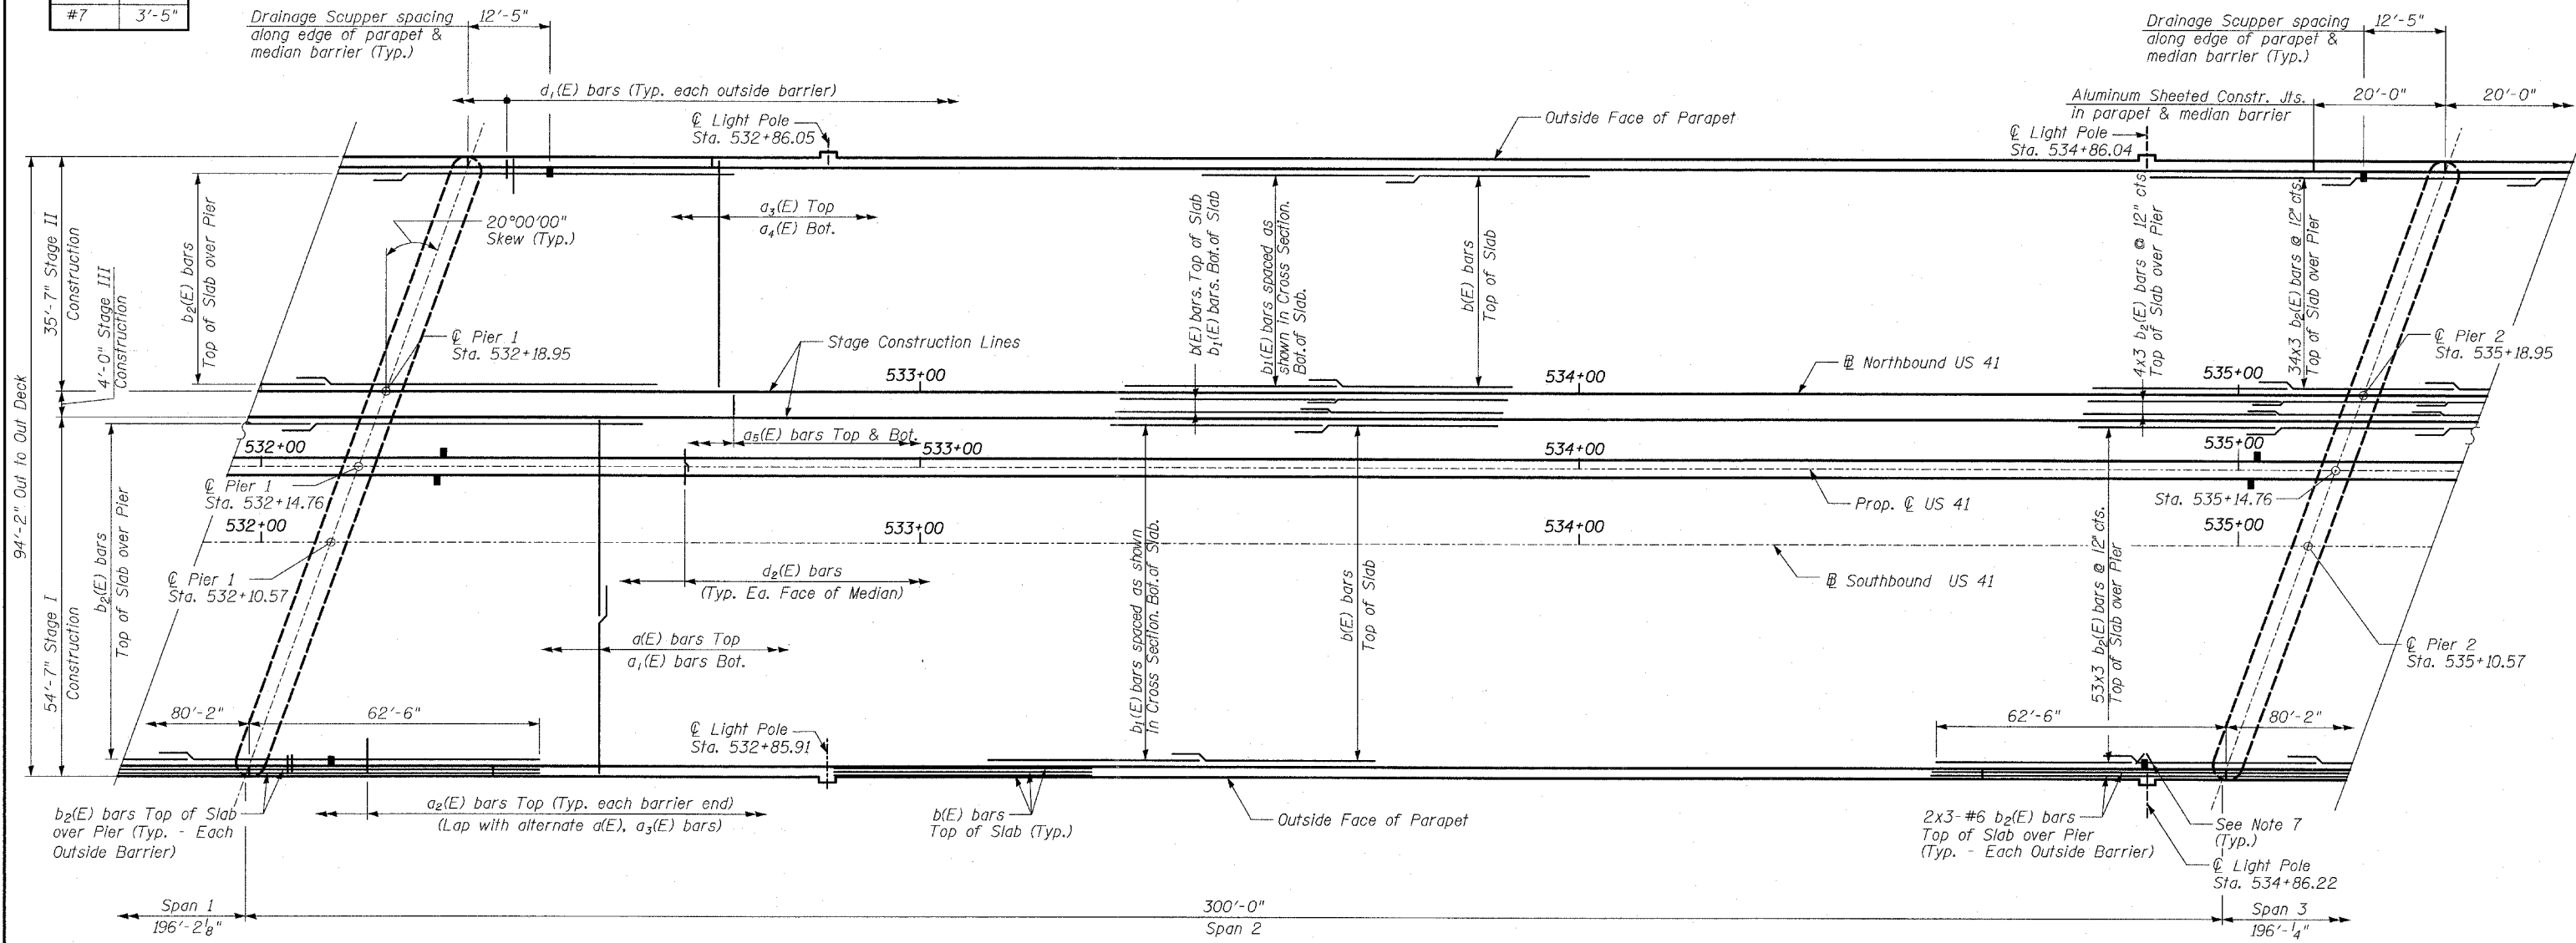 #7 3'-5"
Drainage Scupper spacing
along edge of parapet &
median barrier (Typ.)
12'-5"
Drainage Scupper spacing
along edge of parapet &
median barrier (Typ.)
12'-5"
d₁(E) bars (Typ. each outside barrier)
℄ Light Pole
Sta. 532+86.05
Outside Face of Parapet
Aluminum Sheeted Constr. Jts.
in parapet & median barrier
20'-0"
20'-0"
℄ Light Pole
Sta. 534+86.04
94'-2" Out to Out Deck
35'-7" Stage II
Construction
4'-0" Stage III
Construction
54'-7" Stage I
Construction
b₂(E) bars
Top of Slab over Pier
20°00'00"
Skew (Typ.)
a₃(E) Top
a₄(E) Bot.
b(E) bars. Top of Slab
b₁(E) bars. Bot. of Slab
b₁(E) bars spaced as
shown in Cross Section.
Bot. of Slab.
b(E) bars
Top of Slab
4x3 b₂(E) bars @ 12" cts.
Top of Slab over Pier
34x3 b₂(E) bars @ 12" cts.
Top of Slab over Pier
℄ Pier 1
Sta. 532+18.95
Stage Construction Lines
533+00
534+00
℔ Northbound US 41
535+00
℄ Pier 2
Sta. 535+18.95
a₅(E) bars Top & Bot.
532+00
533+00
534+00
535+00
℄ Pier 1
Sta. 532+14.76
Prop. ℄ US 41
Sta. 535+14.76
532+00
533+00
534+00
535+00
b₂(E) bars
Top of Slab over Pier
℄ Pier 1
Sta. 532+10.57
d₂(E) bars
(Typ. Ea. Face of Median)
b₁(E) bars spaced as shown
in Cross Section. Bot. of Slab.
b(E) bars
Top of Slab
℔ Southbound US 41
53x3 b₂(E) bars @ 12" cts.
Top of Slab over Pier
℄ Pier 2
Sta. 535+10.57
a(E) bars Top
a₁(E) bars Bot.
80'-2"
62'-6"
℄ Light Pole
Sta. 532+85.91
62'-6"
80'-2"
b₂(E) bars Top of Slab
over Pier (Typ. - Each
Outside Barrier)
a₂(E) bars Top (Typ. each barrier end)
(Lap with alternate a(E), a₃(E) bars)
b(E) bars
Top of Slab (Typ.)
Outside Face of Parapet
2x3-#6 b₂(E) bars
Top of Slab over Pier
(Typ. - Each Outside Barrier)
See Note 7
(Typ.)
℄ Light Pole
Sta. 534+86.22
Span 1
196'-2⅛"
300'-0"
Span 2
Span 3
196'-¼"